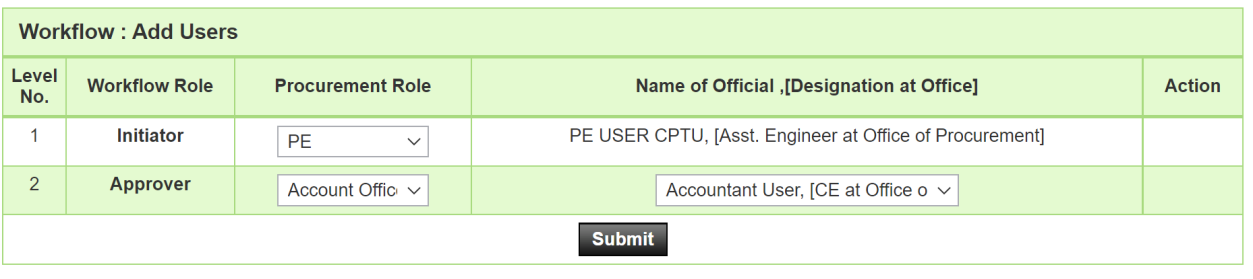 Workflow : Add Users
Level No. Workflow Role Procurement Role Name of Official ,[Designation at Office] Action
1 Initiator PE PE USER CPTU, [Asst. Engineer at Office of Procurement]
2 Approver Account Offic Accountant User, [CE at Office o
Submit